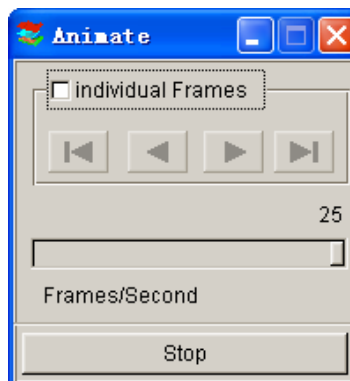 Animate
individual Frames
25
Frames/Second
Stop